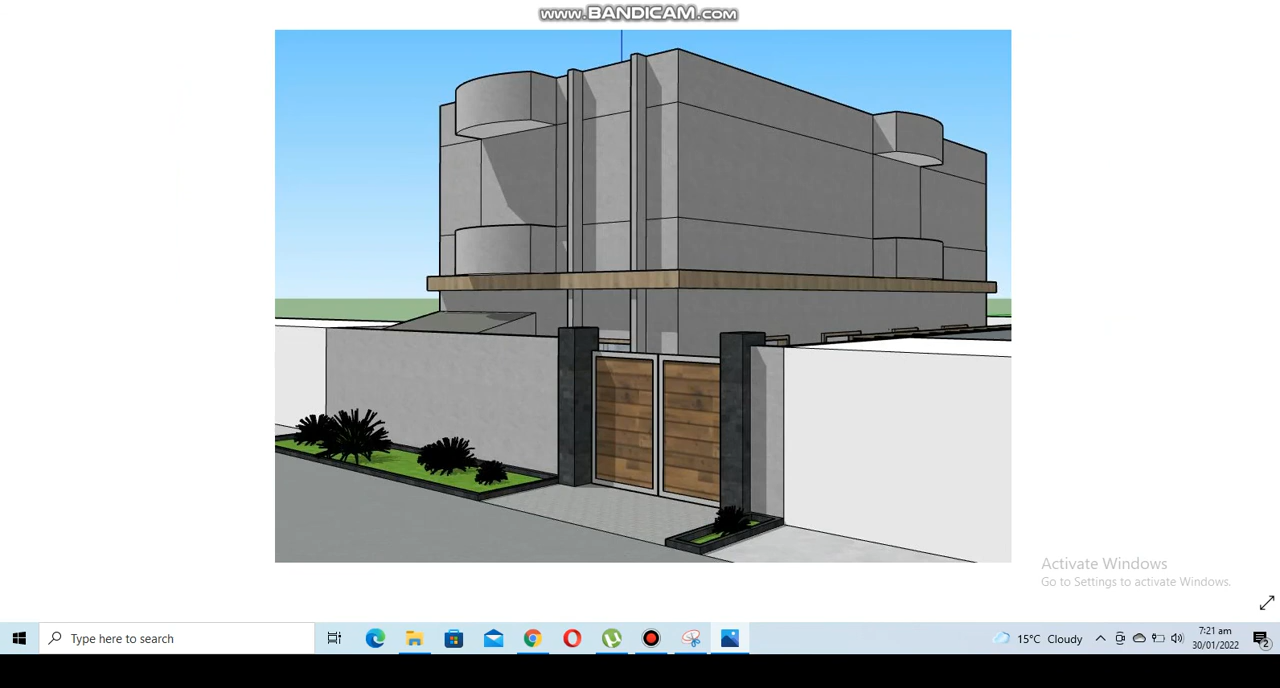 www.BANDICAM.com
Activate Windows
Go to Settings to activate Windows.
Type here to search
15°C Cloudy
7:21 am
30/01/2022
2